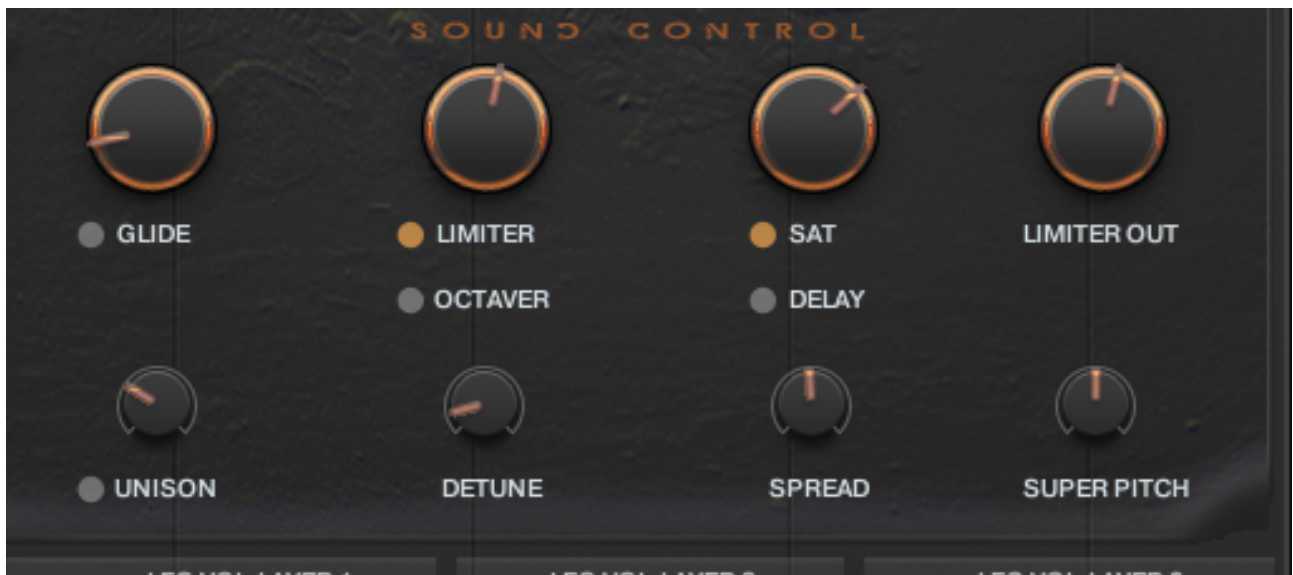 SOUND CONTROL
GLIDE
LIMITER
SAT
LIMITER OUT
OCTAVER
DELAY
UNISON
DETUNE
SPREAD
SUPER PITCH